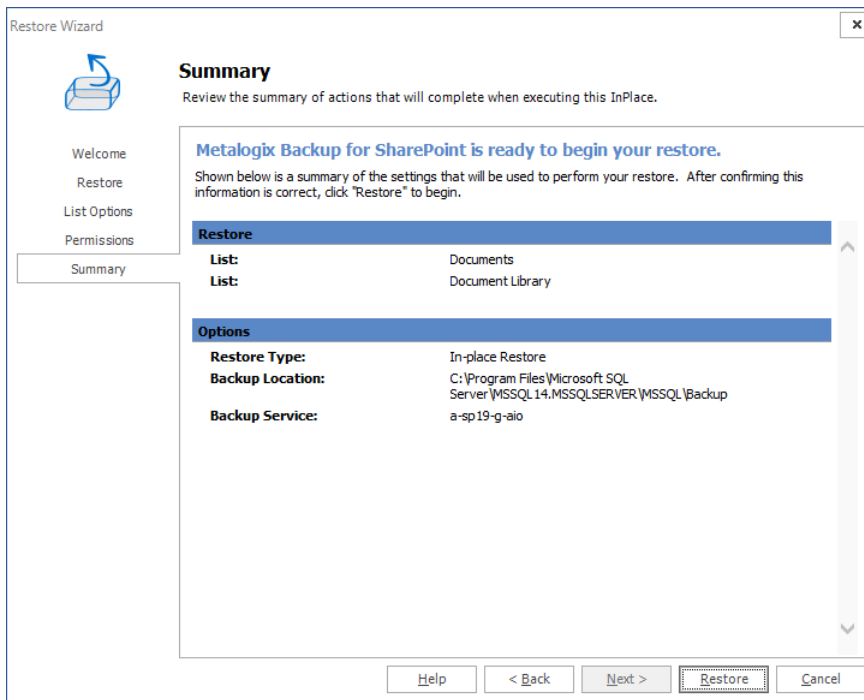 Restore Wizard
Summary
Review the summary of actions that will complete when executing this InPlace.
Welcome
Restore
List Options
Permissions
Summary
Metalogix Backup for SharePoint is ready to begin your restore.
Shown below is a summary of the settings that will be used to perform your restore. After confirming this
information is correct, click "Restore" to begin.
Restore
List: Documents
List: Document Library
Options
Restore Type: In-place Restore
Backup Location: C:\Program Files\Microsoft SQL
Server\MSSQL14.MSSQLSERVER\MSSQL\Backup
Backup Service: a-sp19-g-aio
Help < Back Next > Restore Cancel